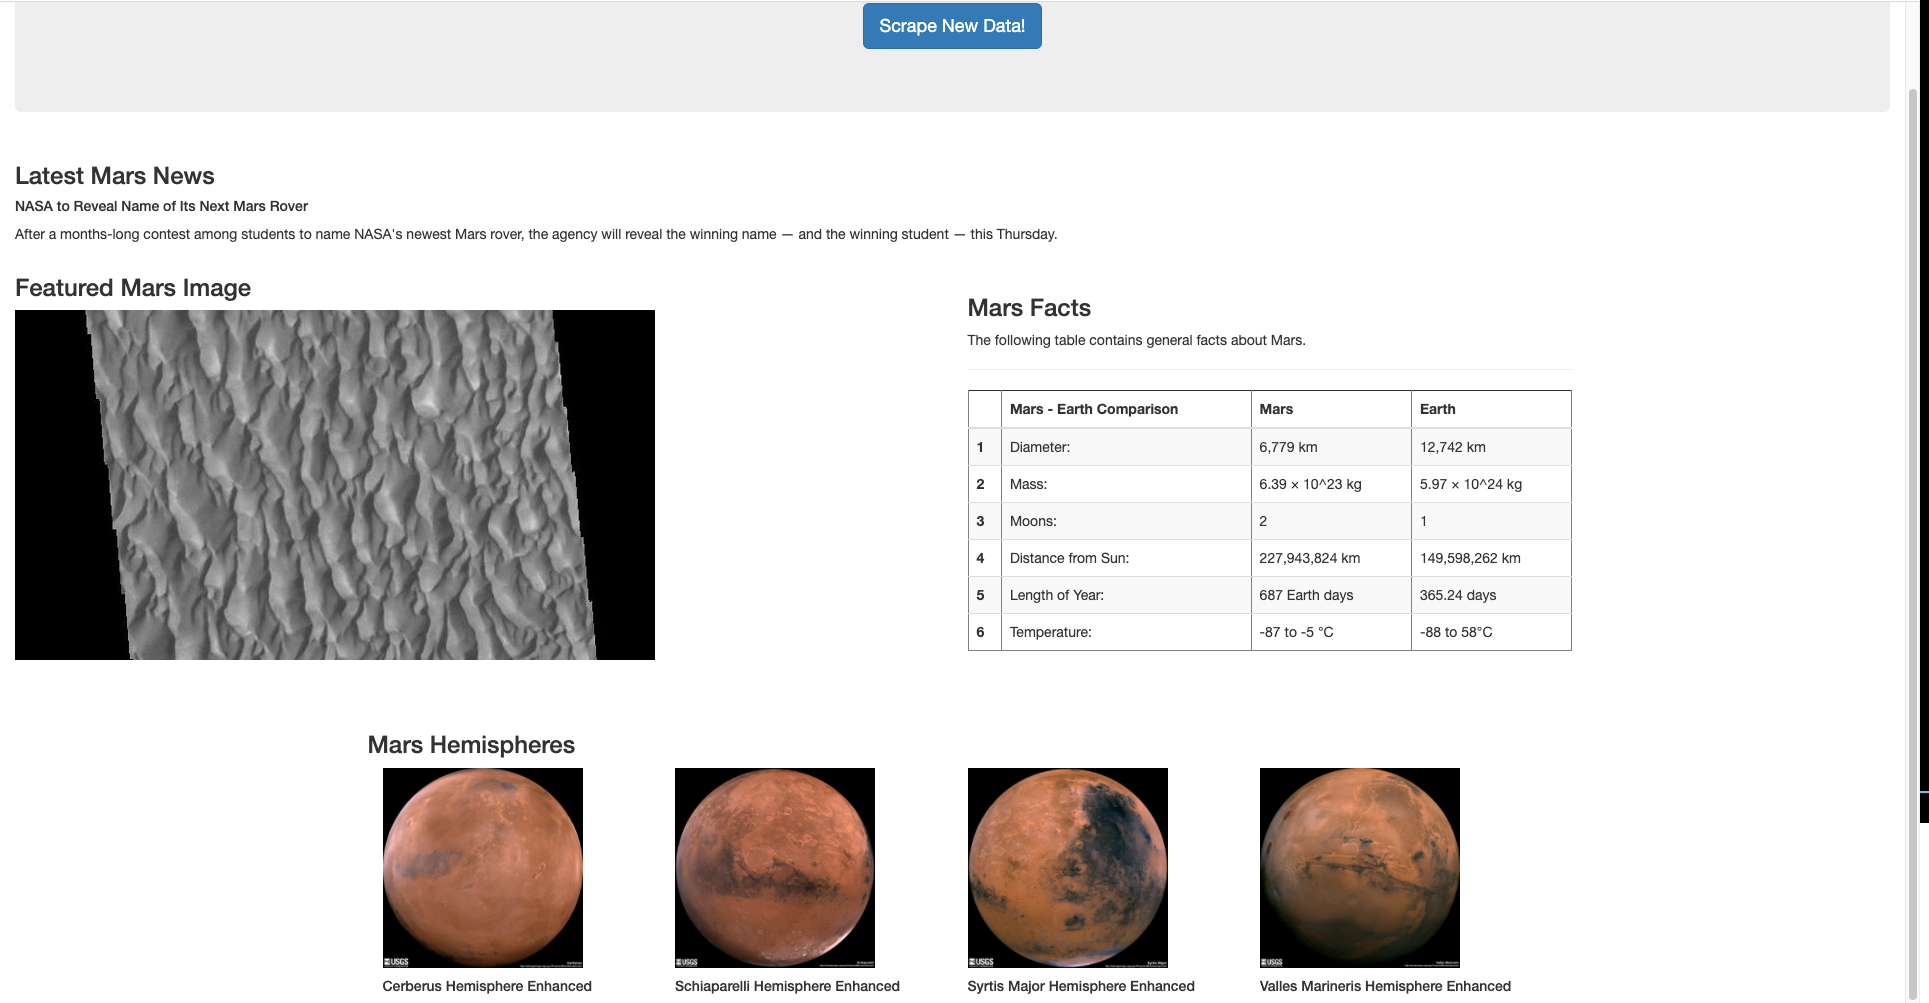 Scrape New Data!
Latest Mars News
NASA to Reveal Name of Its Next Mars Rover
After a months-long contest among students to name NASA's newest Mars rover, the agency will reveal the winning name — and the winning student — this Thursday.
Featured Mars Image
Mars Facts
The following table contains general facts about Mars.
Mars - Earth Comparison Mars Earth
1 Diameter: 6,779 km 12,742 km
2 Mass: 6.39 × 10^23 kg 5.97 × 10^24 kg
3 Moons: 2 1
4 Distance from Sun: 227,943,824 km 149,598,262 km
5 Length of Year: 687 Earth days 365.24 days
6 Temperature: -87 to -5 °C -88 to 58°C
Mars Hemispheres
USGS USGS USGS USGS
Cerberus Hemisphere Enhanced Schiaparelli Hemisphere Enhanced Syrtis Major Hemisphere Enhanced Valles Marineris Hemisphere Enhanced